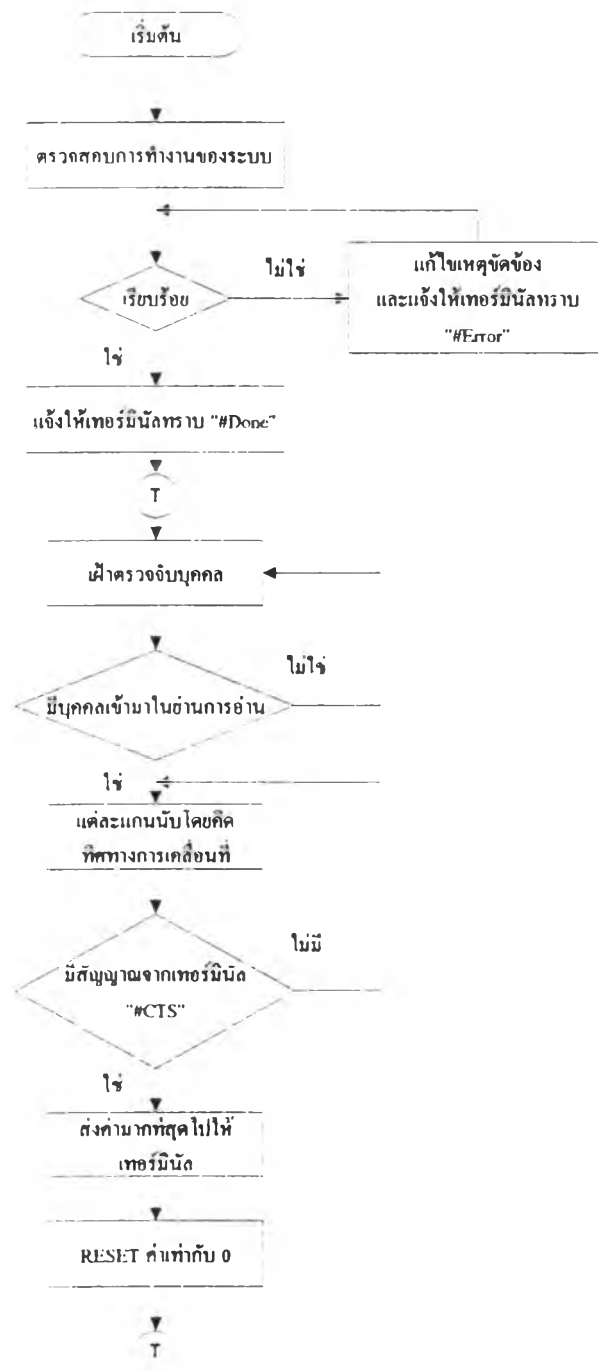 เริ่มต้น
ตรวจสอบการทำงานของระบบ
เรียบร้อย
ไม่ใช่
แก้ไขเหตุขัดข้อง
และแจ้งให้เทอร์มินัลทราบ
"#Error"
ใช่
แจ้งให้เทอร์มินัลทราบ "#Done"
T
เฝ้าตรวจจับบุคคล
ไม่ใช่
มีบุคคลเข้ามาในย่านการอ่าน
ใช่
แต่ละแกนนับโดยคิด
ทิศทางการเคลื่อนที่
ไม่มี
มีสัญญาณจากเทอร์มินัล
"#CTS"
ใช่
ส่งค่ามากที่สุดไปให้
เทอร์มินัล
RESET ค่าเท่ากับ 0
T